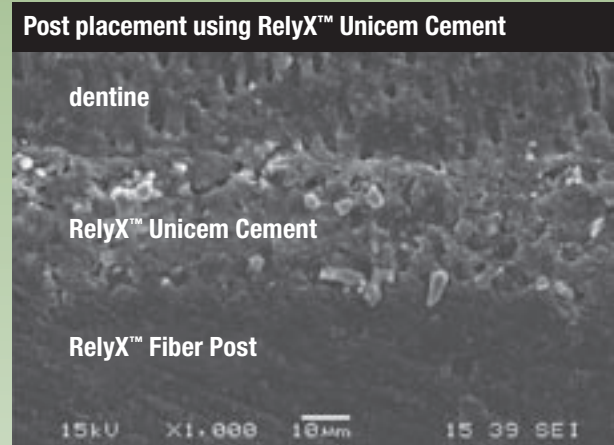 Post placement using RelyX™ Unicem Cement
dentine
RelyX™ Unicem Cement
RelyX™ Fiber Post
15kV X1,000 10µm 15 39 SEI